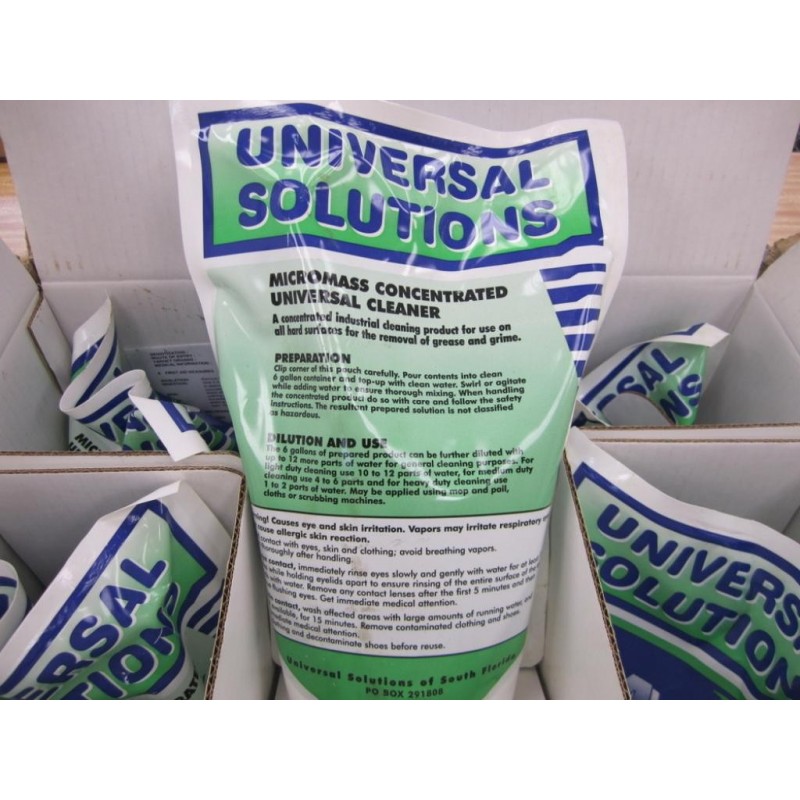 UNIVERSAL
SOLUTIONS
MICROMASS CONCENTRATED
UNIVERSAL CLEANER
A concentrated industrial cleaning product for use on
all hard surfaces for the removal of grease and grime.
PREPARATION
Clip corner of this pouch carefully. Pour contents into clean
6 gallon container and top-up with clean water. Swirl or agitate
while adding water to ensure thorough mixing. When handling
the concentrated product do so with care and follow the safety
instructions. The resultant prepared solution is not classified
as hazardous.
DILUTION AND USE
The 6 gallons of prepared product can be further diluted with
up to 12 more parts of water for general cleaning purposes. For
light duty cleaning use 10 to 12 parts of water, for medium duty
cleaning use 4 to 6 parts and for heavy duty cleaning use
1 to 2 parts of water. May be applied using mop and pail,
cloths or scrubbing machines.
ing! Causes eye and skin irritation. Vapors may irritate respiratory
cause allergic skin reaction.
contact with eyes, skin and clothing; avoid breathing vapors.
thoroughly after handling.
contact, immediately rinse eyes slowly and gently with water for at least
while holding eyelids apart to ensure rinsing of the entire surface of the
with water. Remove any contact lenses after the first 5 minutes and then
flushing eyes. Get immediate medical attention.
contact, wash affected areas with large amounts of running water, and
available, for 15 minutes. Remove contaminated clothing and shoes.
mediate medical attention.
and decontaminate shoes before reuse.
Universal Solutions of South Florida
PO BOX 291808
SAL
NS
MICR
ERSAL
UTIONS
UNIVERSA
SOLUTION